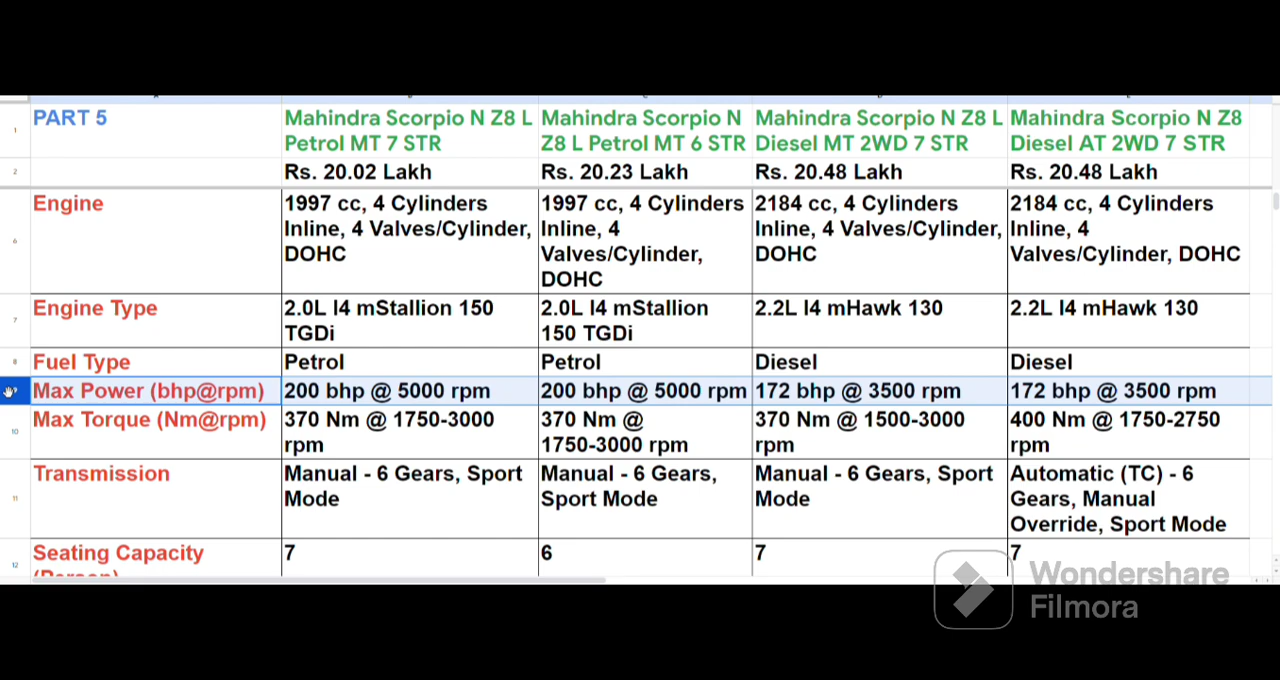 PART 5
Mahindra Scorpio N Z8 L
Petrol MT 7 STR
Mahindra Scorpio N
Z8 L Petrol MT 6 STR
Mahindra Scorpio N Z8 L
Diesel MT 2WD 7 STR
Mahindra Scorpio N Z8
Diesel AT 2WD 7 STR
1
2
Rs. 20.02 Lakh
Rs. 20.23 Lakh
Rs. 20.48 Lakh
Rs. 20.48 Lakh
6
Engine
1997 cc, 4 Cylinders
Inline, 4 Valves/Cylinder,
DOHC
1997 cc, 4 Cylinders
Inline, 4
Valves/Cylinder,
DOHC
2184 cc, 4 Cylinders
Inline, 4 Valves/Cylinder,
DOHC
2184 cc, 4 Cylinders
Inline, 4
Valves/Cylinder, DOHC
7
Engine Type
2.0L I4 mStallion 150
TGDi
2.0L I4 mStallion
150 TGDi
2.2L I4 mHawk 130
2.2L I4 mHawk 130
8
Fuel Type
Petrol
Petrol
Diesel
Diesel
9
Max Power (bhp@rpm)
200 bhp @ 5000 rpm
200 bhp @ 5000 rpm
172 bhp @ 3500 rpm
172 bhp @ 3500 rpm
10
Max Torque (Nm@rpm)
370 Nm @ 1750-3000
rpm
370 Nm @
1750-3000 rpm
370 Nm @ 1500-3000
rpm
400 Nm @ 1750-2750
rpm
11
Transmission
Manual - 6 Gears, Sport
Mode
Manual - 6 Gears,
Sport Mode
Manual - 6 Gears, Sport
Mode
Automatic (TC) - 6
Gears, Manual
Override, Sport Mode
12
Seating Capacity
(Person)
7
6
7
7
Wondershare
Filmora